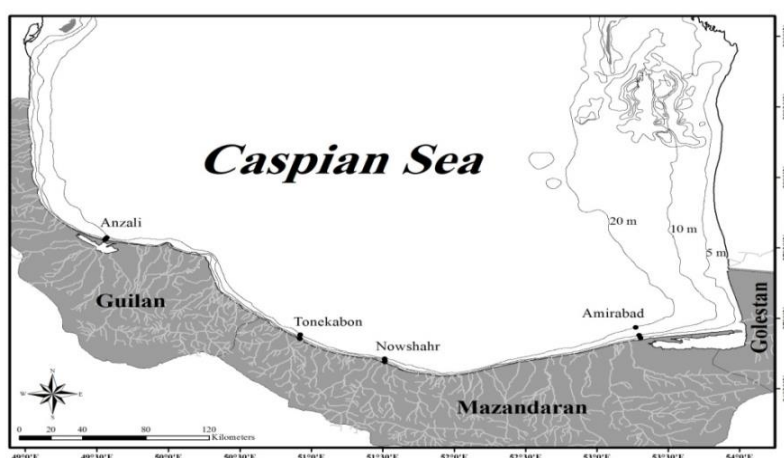 Caspian Sea
20 m
10 m
5 m
Anzali
Guilan
Tonekabon
Nowshahr
Amirabad
Golestan
Mazandaran
N
W E
S
0 20 40 80 120
Kilometers